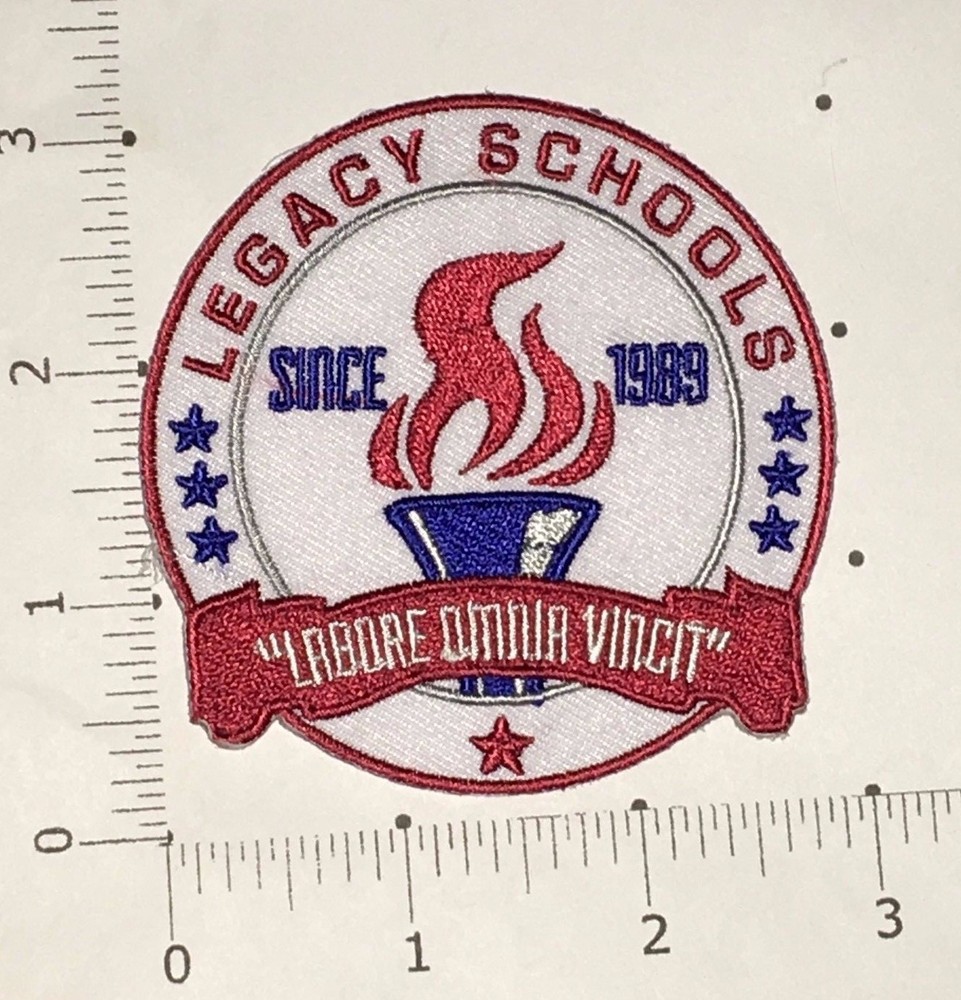 LEGACY SCHOOLS
SINCE 1989
"LABORE OMNIA VINCIT"
3
2
1
0
0 1 2 3